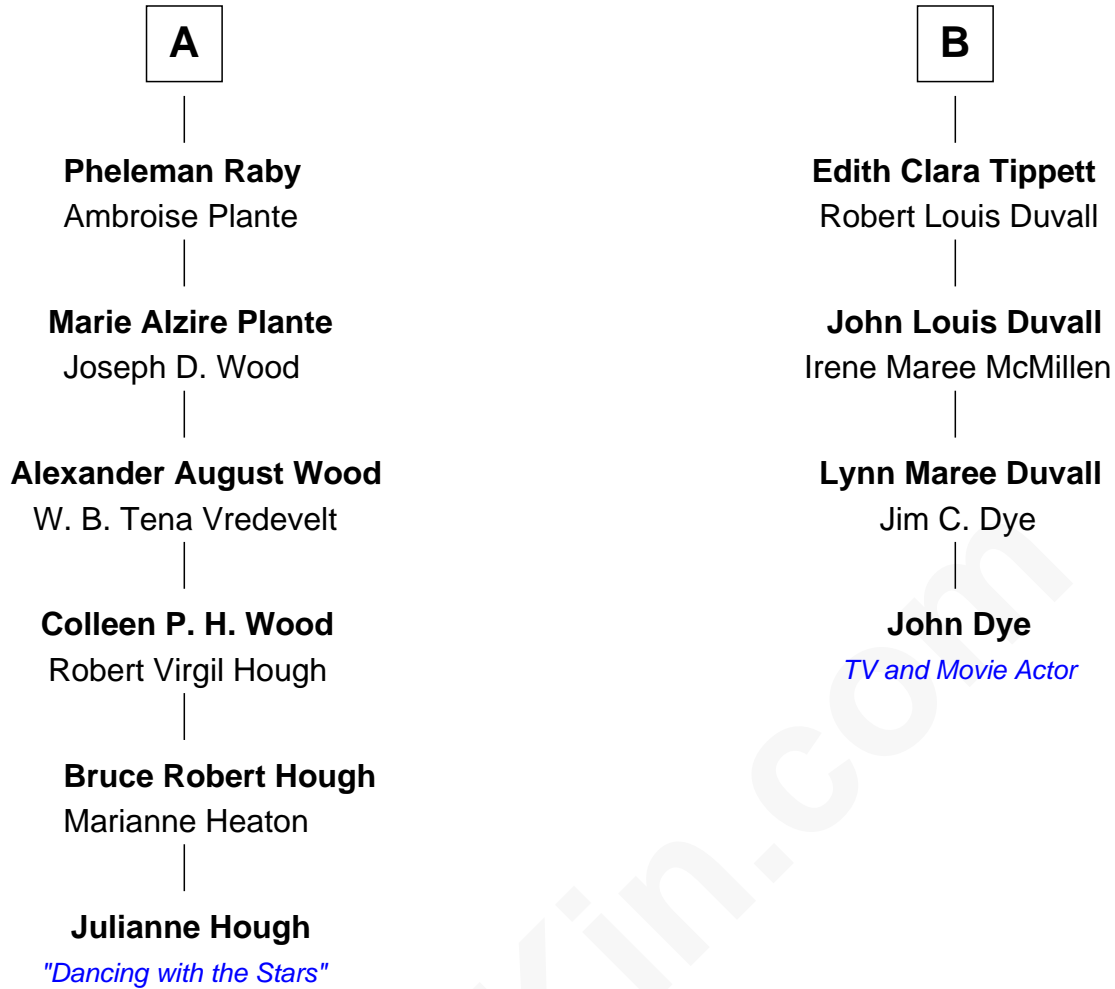 A
Pheleman Raby
Ambroise Plante
Marie Alzire Plante
Joseph D. Wood
Alexander August Wood
W. B. Tena Vredevelt
Colleen P. H. Wood
Robert Virgil Hough
Bruce Robert Hough
Marianne Heaton
Julianne Hough
"Dancing with the Stars"
B
Edith Clara Tippett
Robert Louis Duvall
John Louis Duvall
Irene Maree McMillen
Lynn Maree Duvall
Jim C. Dye
John Dye
TV and Movie Actor